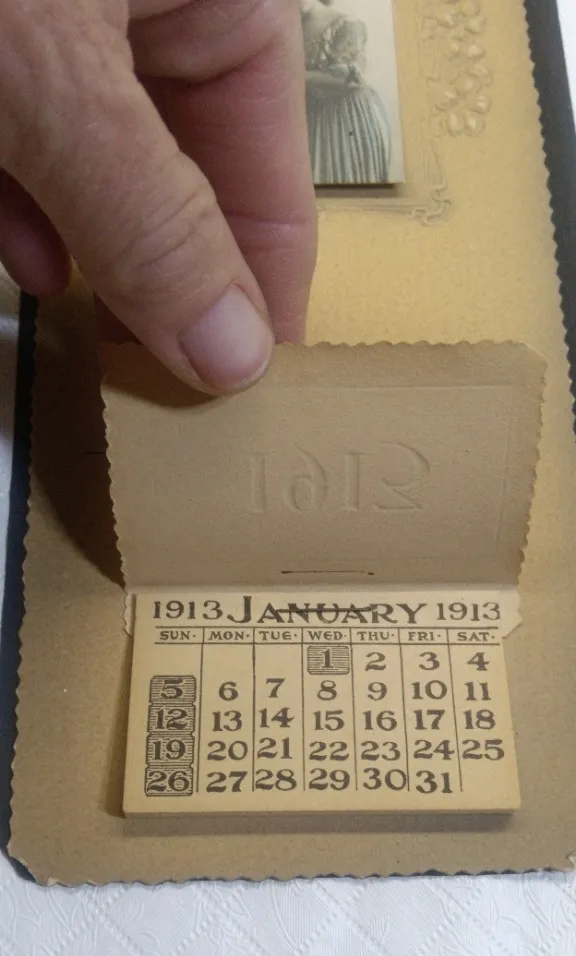 1913
1913 JANUARY 1913
SUN· MON· TUE· WED· THU· FRI· SAT·
1 2 3 4
5 6 7 8 9 10 11
12 13 14 15 16 17 18
19 20 21 22 23 24 25
26 27 28 29 30 31